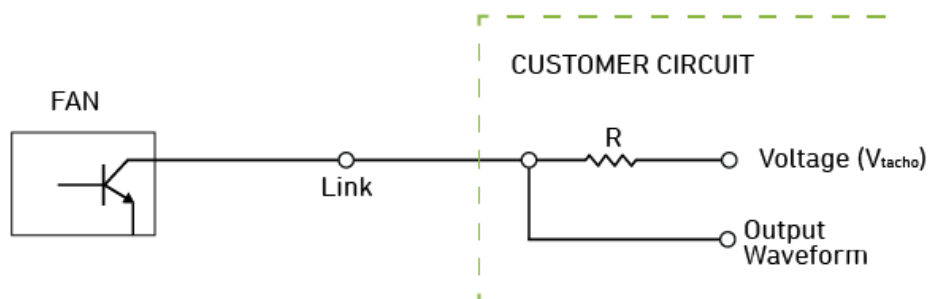 CUSTOMER CIRCUIT
FAN
R
Voltage (Vtacho)
Link
Output
Waveform